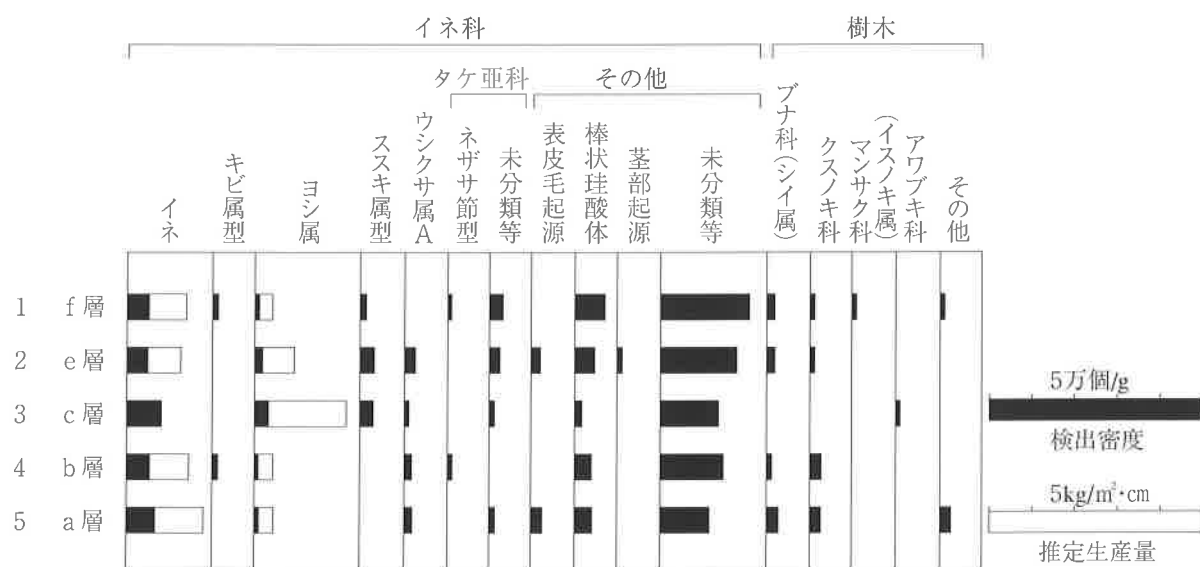 イネ科
樹木
タケ亜科
その他
イネ
キビ属型
ヨシ属
ススキ属型
ウシクサ属A
ネザサ節型
未分類等
表皮毛起源
棒状珪酸体
茎部起源
未分類等
ブナ科(シイ属)
クスノキ科
マンサク科
(イスノキ属)
アワブキ科
その他
1 f層
2 e層
3 c層
4 b層
5 a層
5万個/g
検出密度
5kg/m²・cm
推定生産量